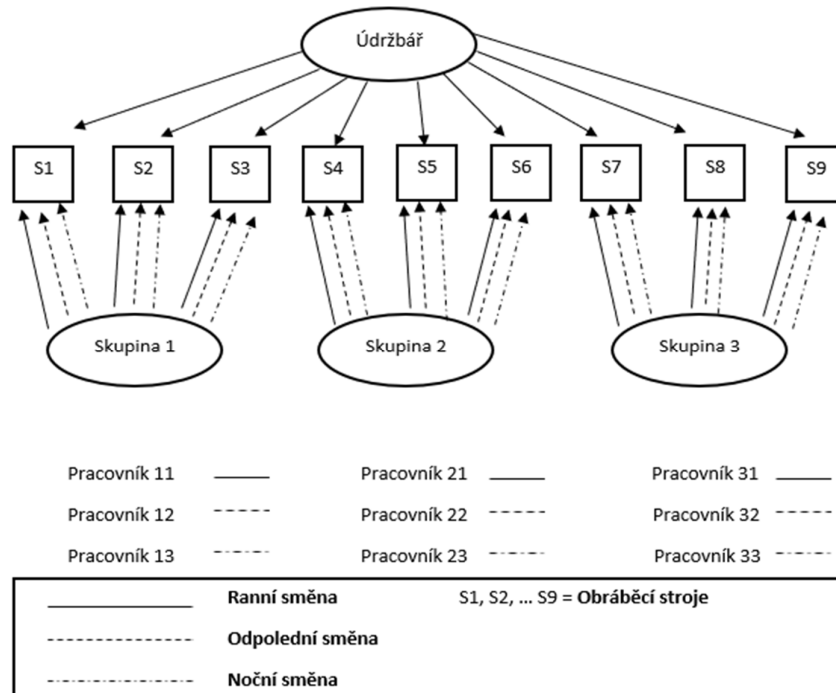 Údržbář
S1 S2 S3 S4 S5 S6 S7 S8 S9
Skupina 1 Skupina 2 Skupina 3
Pracovník 11 Pracovník 21 Pracovník 31
Pracovník 12 Pracovník 22 Pracovník 32
Pracovník 13 Pracovník 23 Pracovník 33
Ranní směna S1, S2, ... S9 = Obráběcí stroje
Odpolední směna
Noční směna